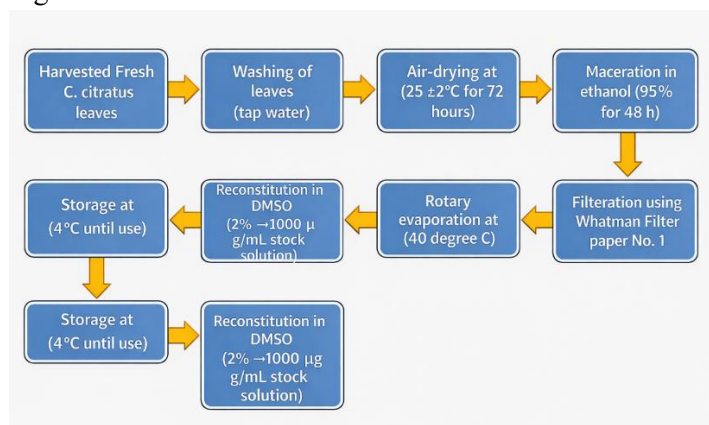 Harvested Fresh
C. citratus
leaves
Washing of
leaves
(tap water)
Air-drying at
(25 ±2°C for 72
hours)
Maceration in
ethanol (95%
for 48 h)
Filteration using
Whatman Filter
paper No. 1
Rotary
evaporation at
(40 degree C)
Reconstitution in
DMSO
(2% →1000 µ
g/mL stock
solution)
Storage at
(4°C until use)
Storage at
(4°C until use)
Reconstitution in
DMSO
(2% →1000 µg
g/mL stock
solution)